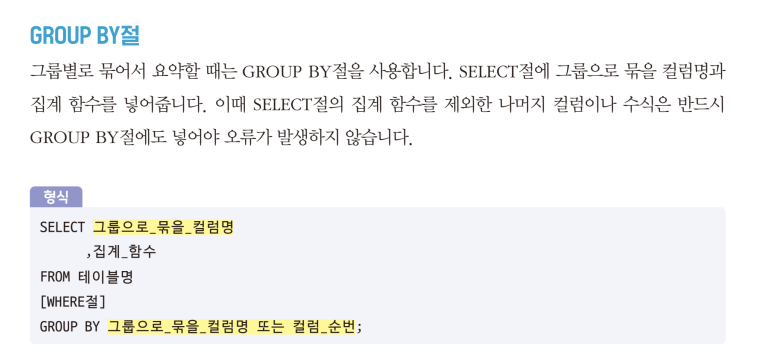 GROUP BY절
그룹별로 묶어서 요약할 때는 GROUP BY절을 사용합니다. SELECT절에 그룹으로 묶을 컬럼명과
집계 함수를 넣어줍니다. 이때 SELECT절의 집계 함수를 제외한 나머지 컬럼이나 수식은 반드시
GROUP BY절에도 넣어야 오류가 발생하지 않습니다.
형식
SELECT 그룹으로_묶을_컬럼명
,집계_함수
FROM 테이블명
[WHERE절]
GROUP BY 그룹으로_묶을_컬럼명 또는 컬럼_순번;